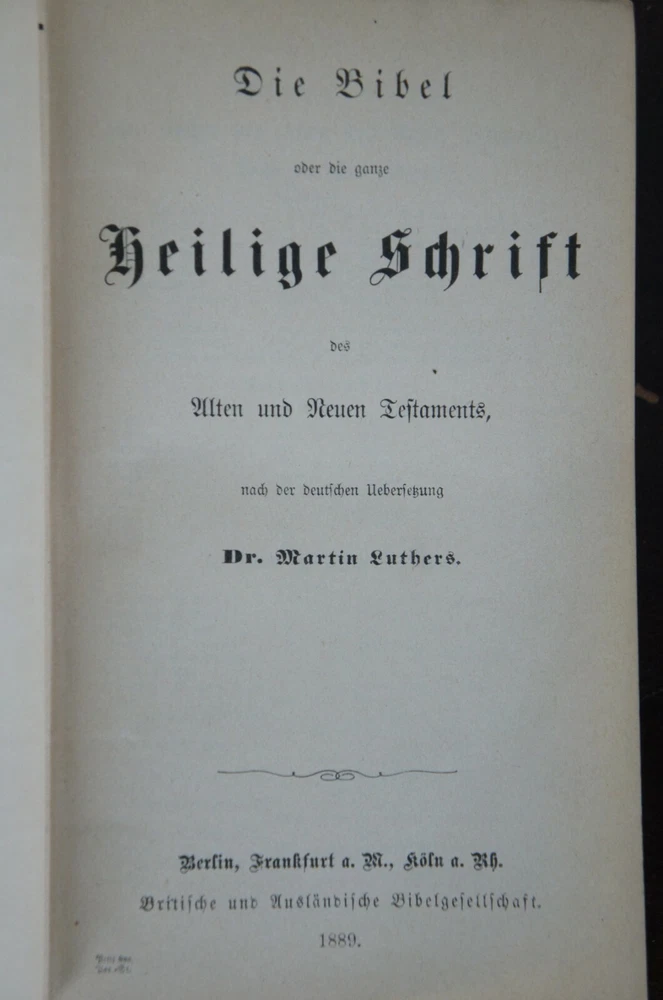 Die Bibel
oder die ganze
Heilige Schrift
des
Alten und Neuen Testaments,
nach der deutschen Uebersetzung
Dr. Martin Luthers.
Berlin, Frankfurt a. M., Köln a. Rh.
Britische und Ausländische Bibelgesellschaft.
1889.